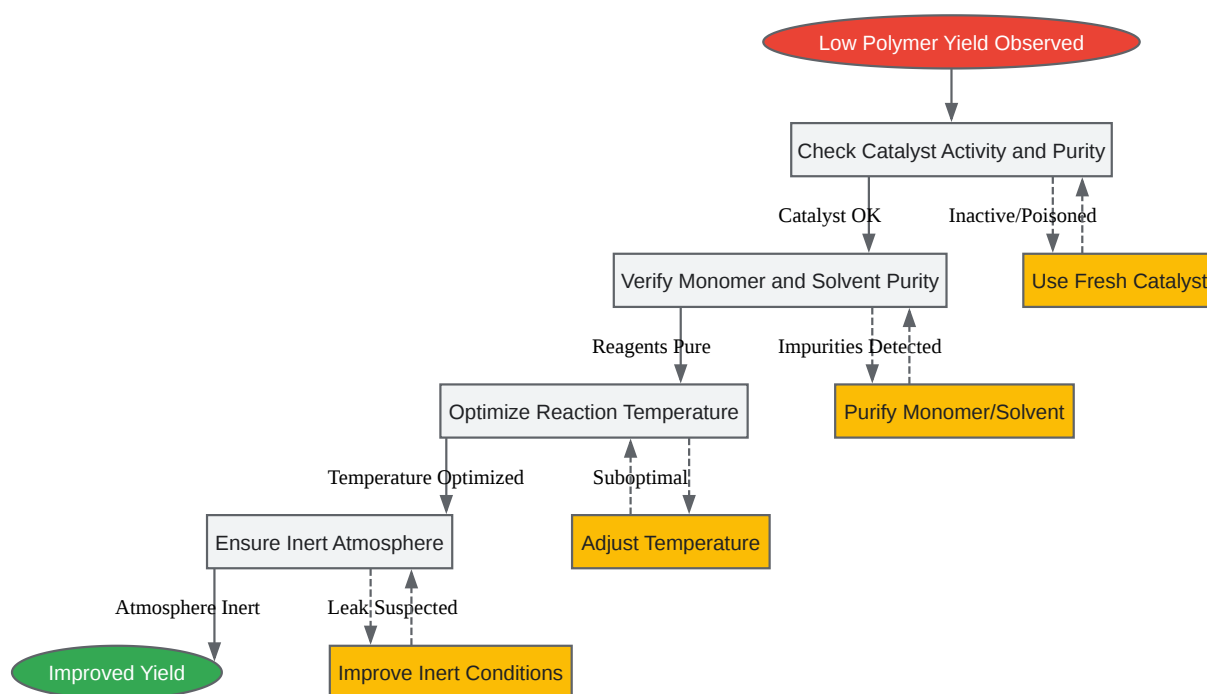 Low Polymer Yield Observed
Check Catalyst Activity and Purity
Catalyst OK
Inactive/Poisoned
Verify Monomer and Solvent Purity
Use Fresh Catalyst
Reagents Pure
Impurities Detected
Optimize Reaction Temperature
Purify Monomer/Solvent
Temperature Optimized
Suboptimal
Ensure Inert Atmosphere
Adjust Temperature
Atmosphere Inert
Leak Suspected
Improved Yield
Improve Inert Conditions